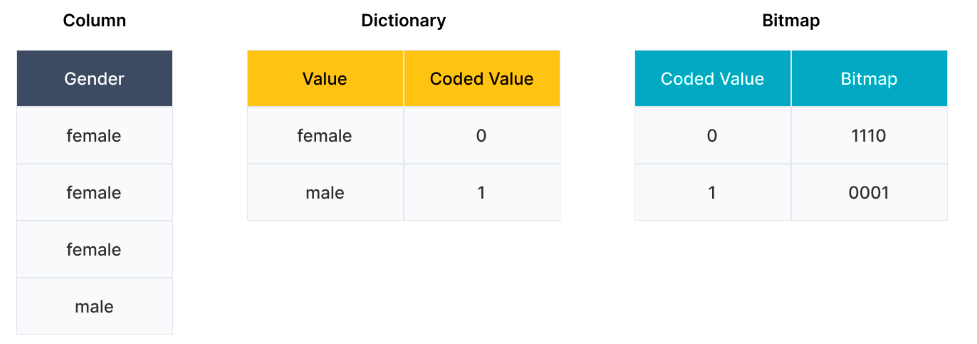 Column
Dictionary
Bitmap
Gender
female
female
female
male
Value
Coded Value
female
0
male
1
Coded Value
Bitmap
0
1110
1
0001